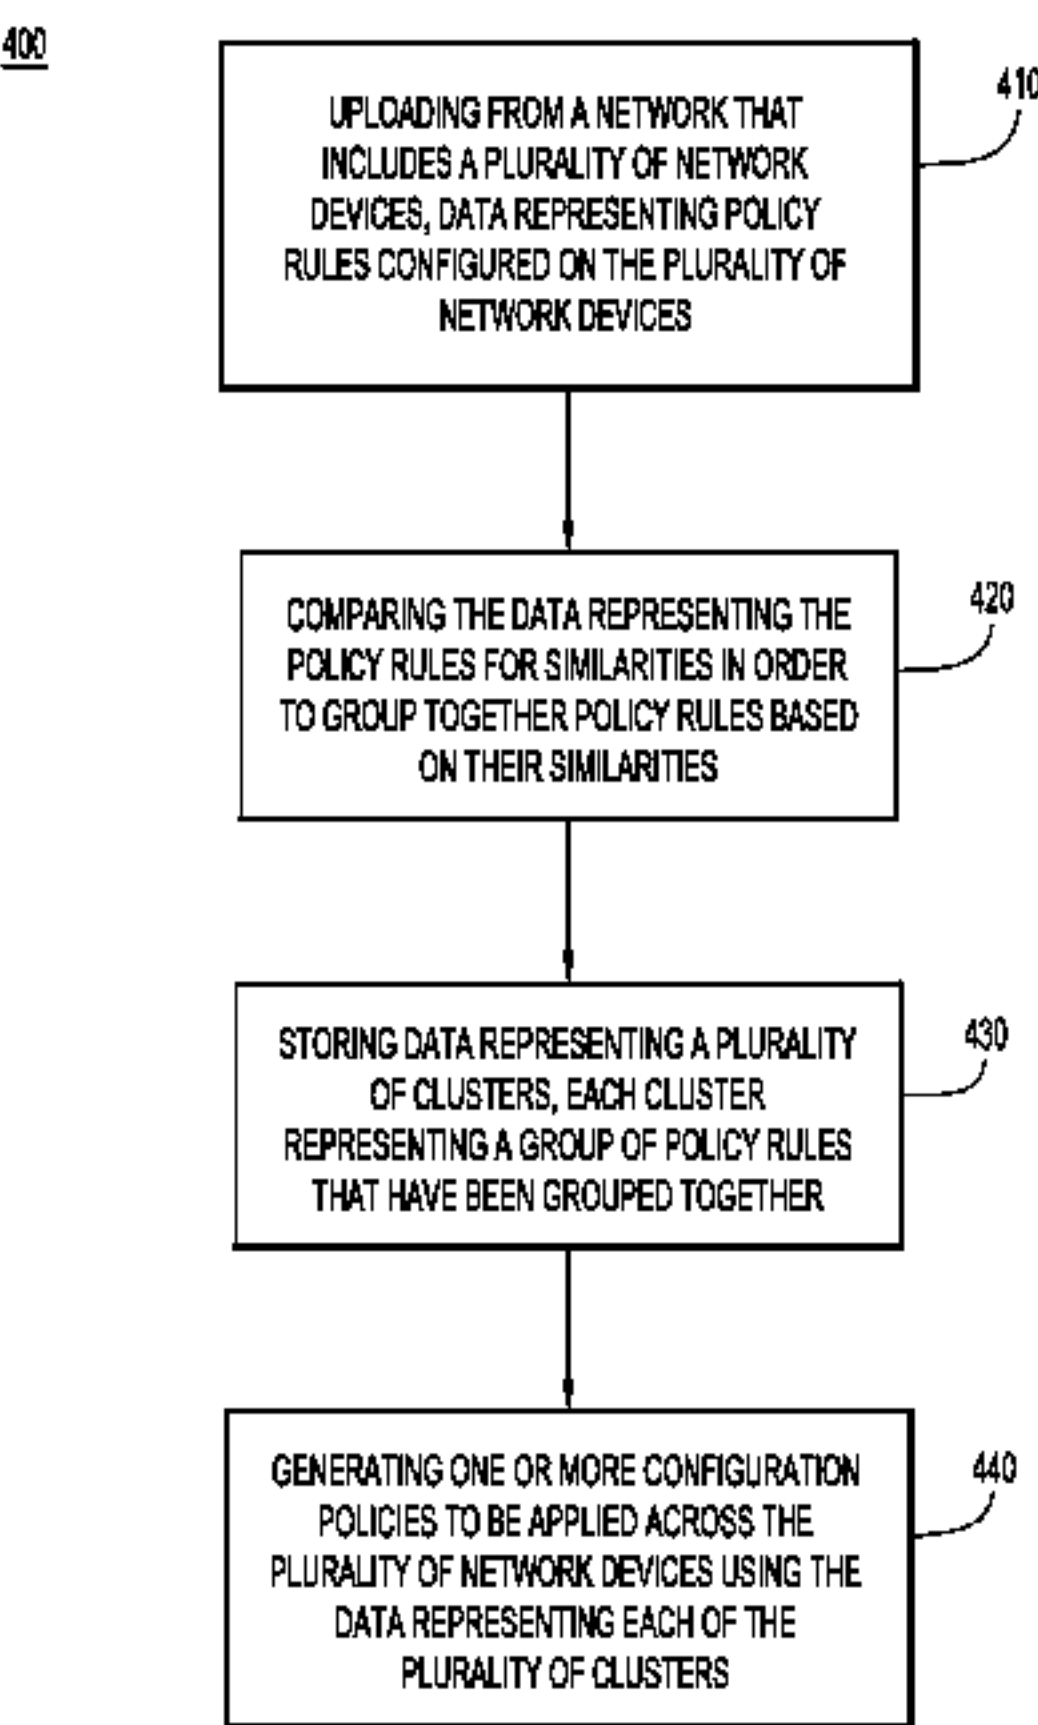 400
410
UPLOADING FROM A NETWORK THAT
INCLUDES A PLURALITY OF NETWORK
DEVICES, DATA REPRESENTING POLICY
RULES CONFIGURED ON THE PLURALITY OF
NETWORK DEVICES
420
COMPARING THE DATA REPRESENTING THE
POLICY RULES FOR SIMILARITIES IN ORDER
TO GROUP TOGETHER POLICY RULES BASED
ON THEIR SIMILARITIES
430
STORING DATA REPRESENTING A PLURALITY
OF CLUSTERS, EACH CLUSTER
REPRESENTING A GROUP OF POLICY RULES
THAT HAVE BEEN GROUPED TOGETHER
440
GENERATING ONE OR MORE CONFIGURATION
POLICIES TO BE APPLIED ACROSS THE
PLURALITY OF NETWORK DEVICES USING THE
DATA REPRESENTING EACH OF THE
PLURALITY OF CLUSTERS